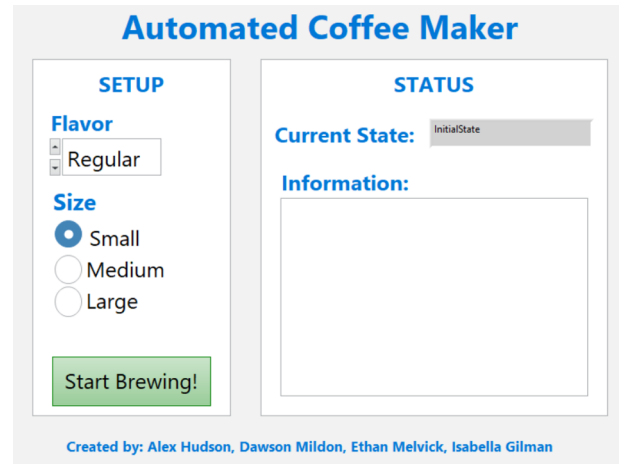 Automated Coffee Maker
SETUP
Flavor
Regular
Size
Small
Medium
Large
Start Brewing!
STATUS
Current State:
InitialState
Information:
Created by: Alex Hudson, Dawson Mildon, Ethan Melvick, Isabella Gilman